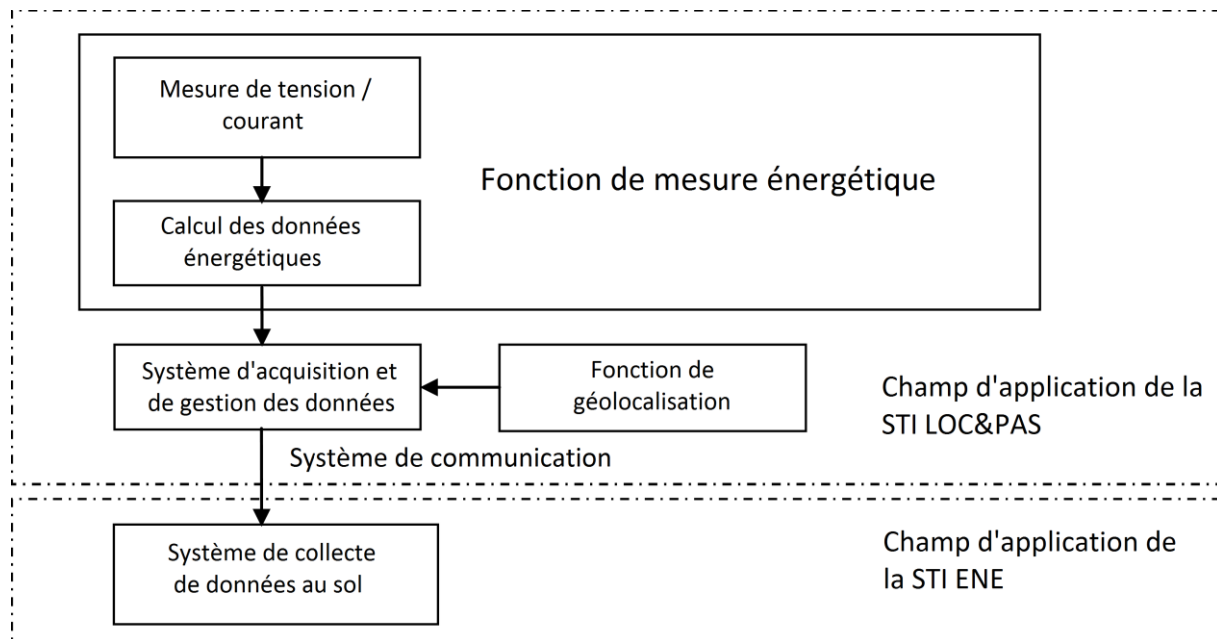 Mesure de tension /
courant
Fonction de mesure énergétique
Calcul des données
énergétiques
Système d'acquisition et
de gestion des données
Fonction de
géolocalisation
Champ d'application de la
STI LOC&PAS
Système de communication
Système de collecte
de données au sol
Champ d'application de
la STI ENE